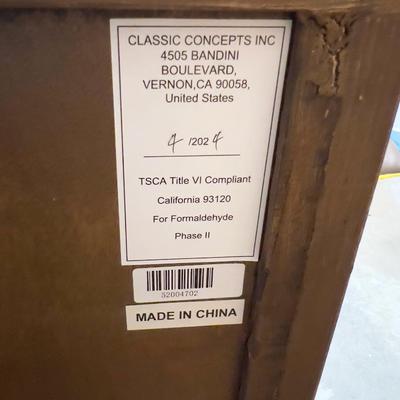 CLASSIC CONCEPTS INC
4505 BANDINI
BOULEVARD,
VERNON,CA 90058,
United States
4 /2024
TSCA Title VI Compliant
California 93120
For Formaldehyde
Phase II
52004702
MADE IN CHINA